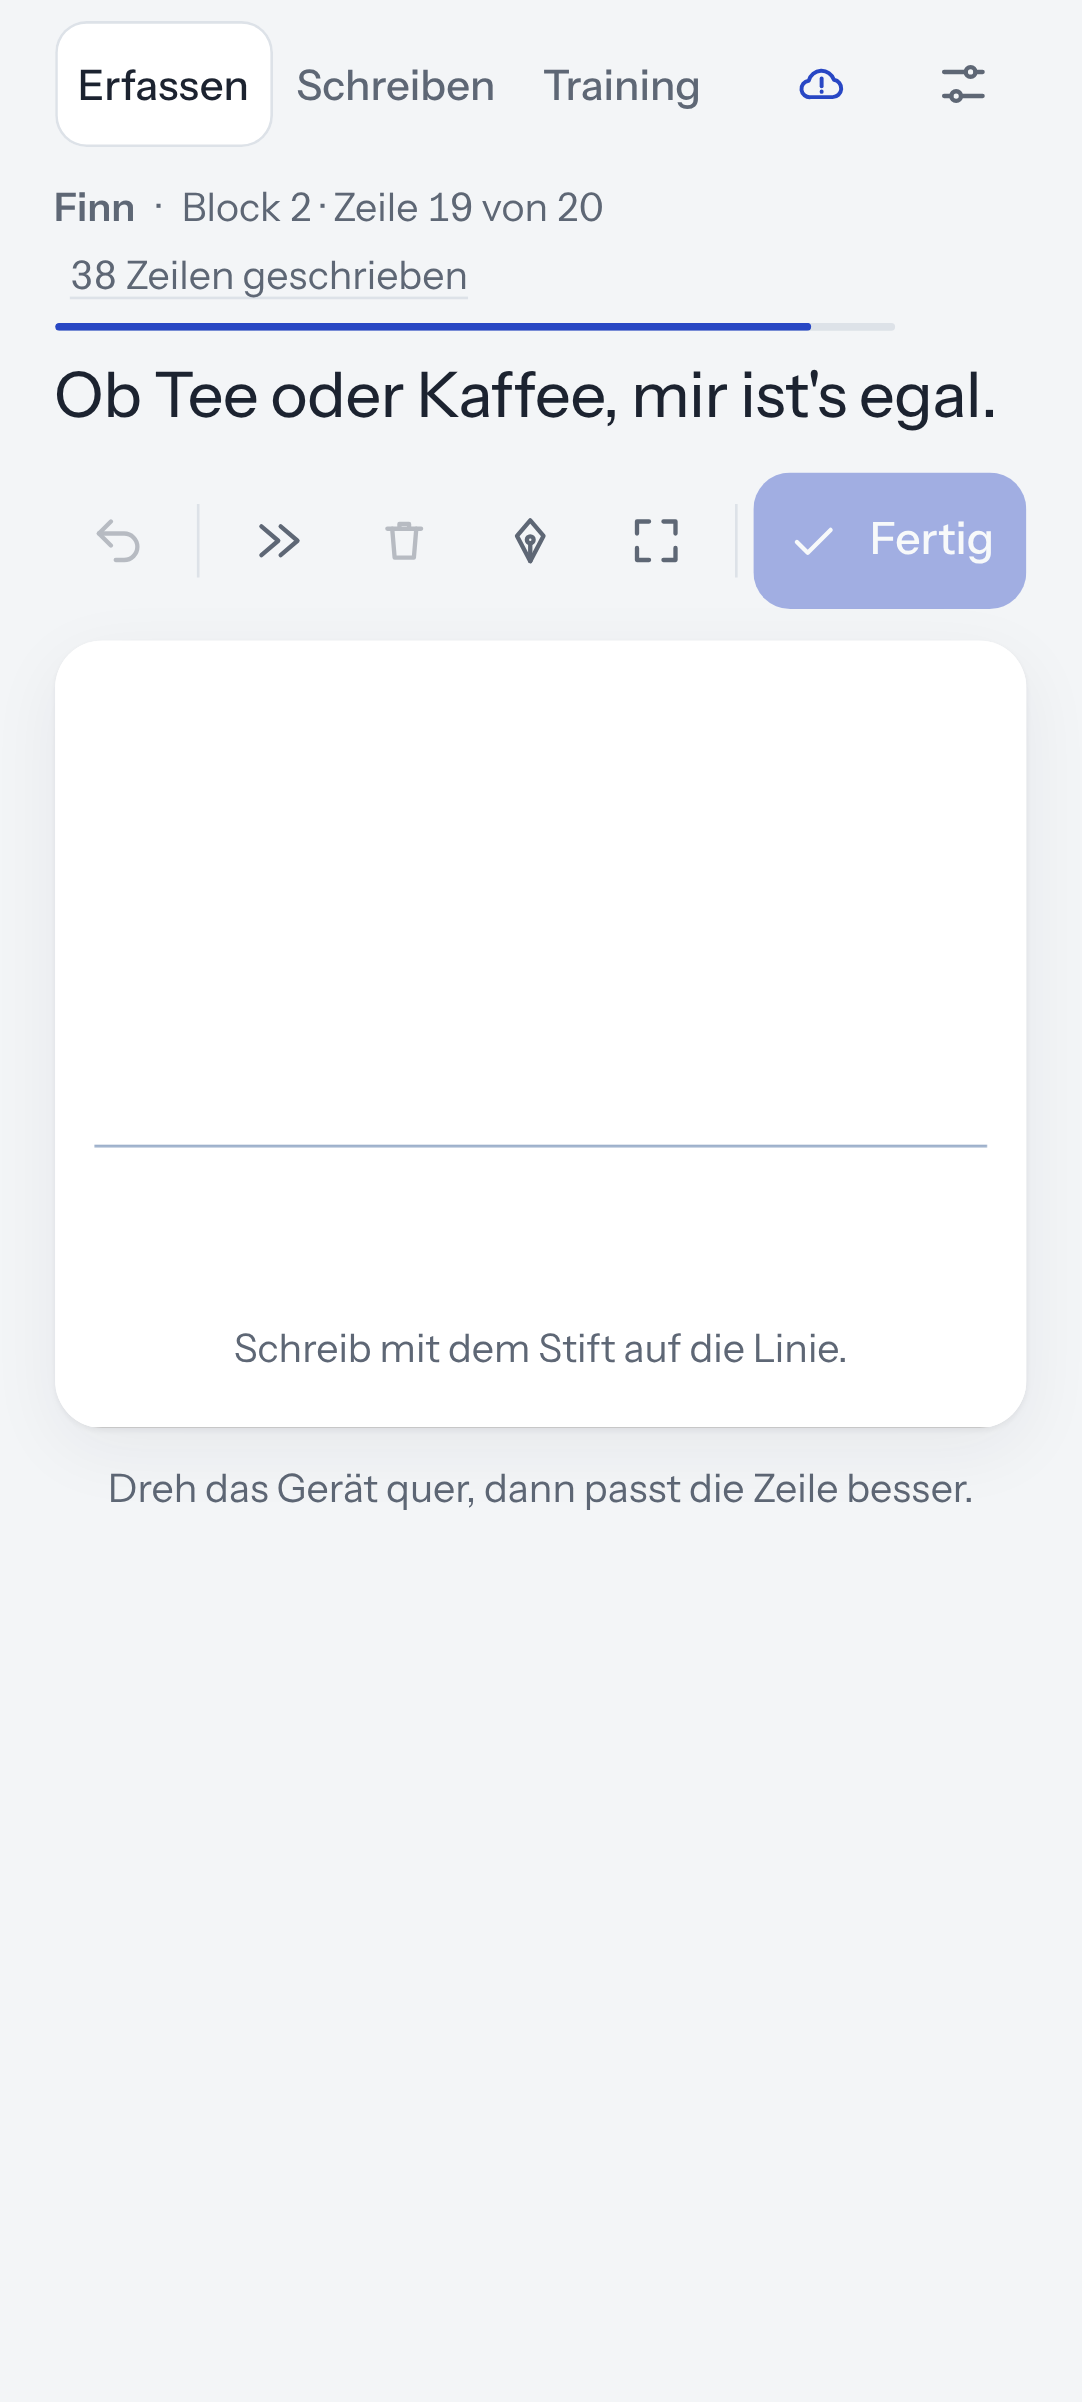 Erfassen Schreiben Training
Finn · Block 2 · Zeile 19 von 20
38 Zeilen geschrieben
Ob Tee oder Kaffee, mir ist's egal.
Fertig
Schreib mit dem Stift auf die Linie.
Dreh das Gerät quer, dann passt die Zeile besser.